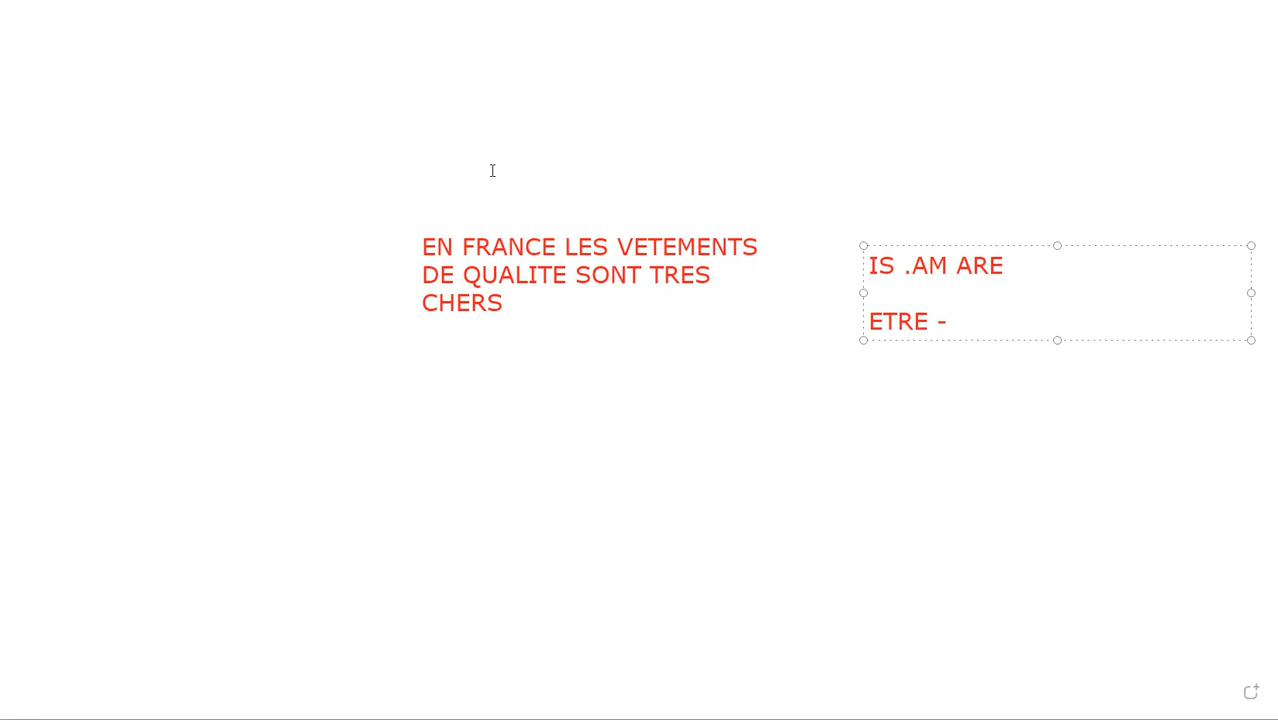 EN FRANCE LES VETEMENTS
DE QUALITE SONT TRES
CHERS
IS .AM ARE
ETRE -